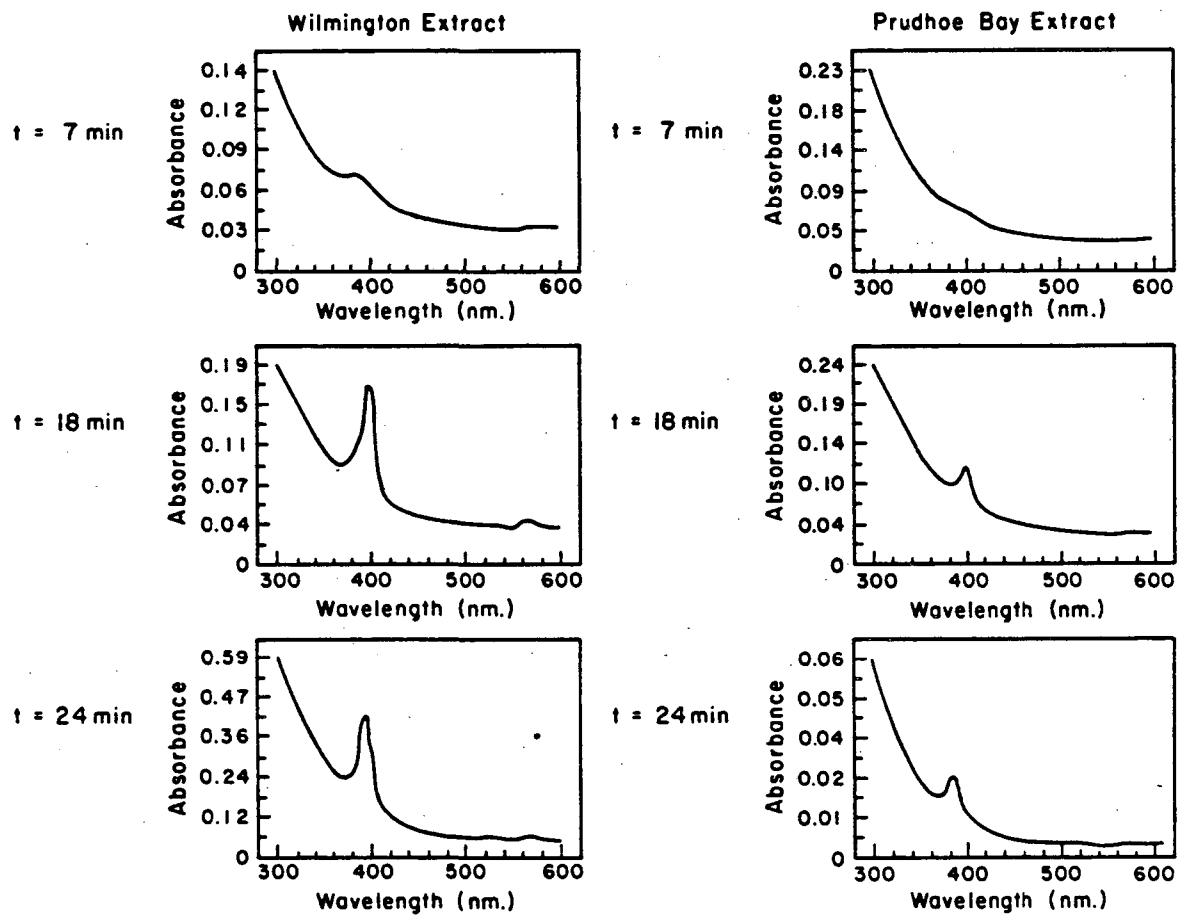 Wilmington Extract
Prudhoe Bay Extract
t = 7 min
Absorbance
0.14
0.12
0.09
0.06
0.03
0
300 400 500 600
Wavelength (nm.)
t = 7 min
Absorbance
0.23
0.18
0.14
0.09
0.05
0
300 400 500 600
Wavelength (nm.)
t = 18 min
Absorbance
0.19
0.15
0.11
0.07
0.04
0
300 400 500 600
Wavelength (nm.)
t = 18 min
Absorbance
0.24
0.19
0.14
0.10
0.04
0
300 400 500 600
Wavelength (nm.)
t = 24 min
Absorbance
0.59
0.47
0.36
0.24
0.12
0
300 400 500 600
Wavelength (nm.)
t = 24 min
Absorbance
0.06
0.05
0.04
0.02
0.01
0
300 400 500 600
Wavelength (nm.)